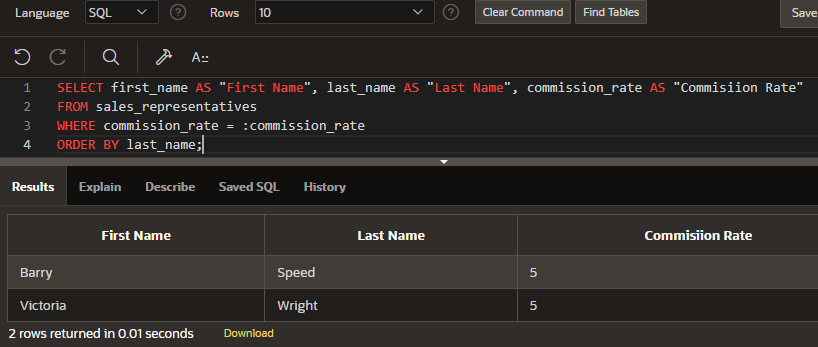 Language SQL Rows 10 Clear Command Find Tables Save
A::
1 SELECT first_name AS "First Name", last_name AS "Last Name", commission_rate AS "Commisiion Rate"
2 FROM sales_representatives
3 WHERE commission_rate = :commission_rate
4 ORDER BY last_name;
Results Explain Describe Saved SQL History
First Name Last Name Commisiion Rate
Barry Speed 5
Victoria Wright 5
2 rows returned in 0.01 seconds Download